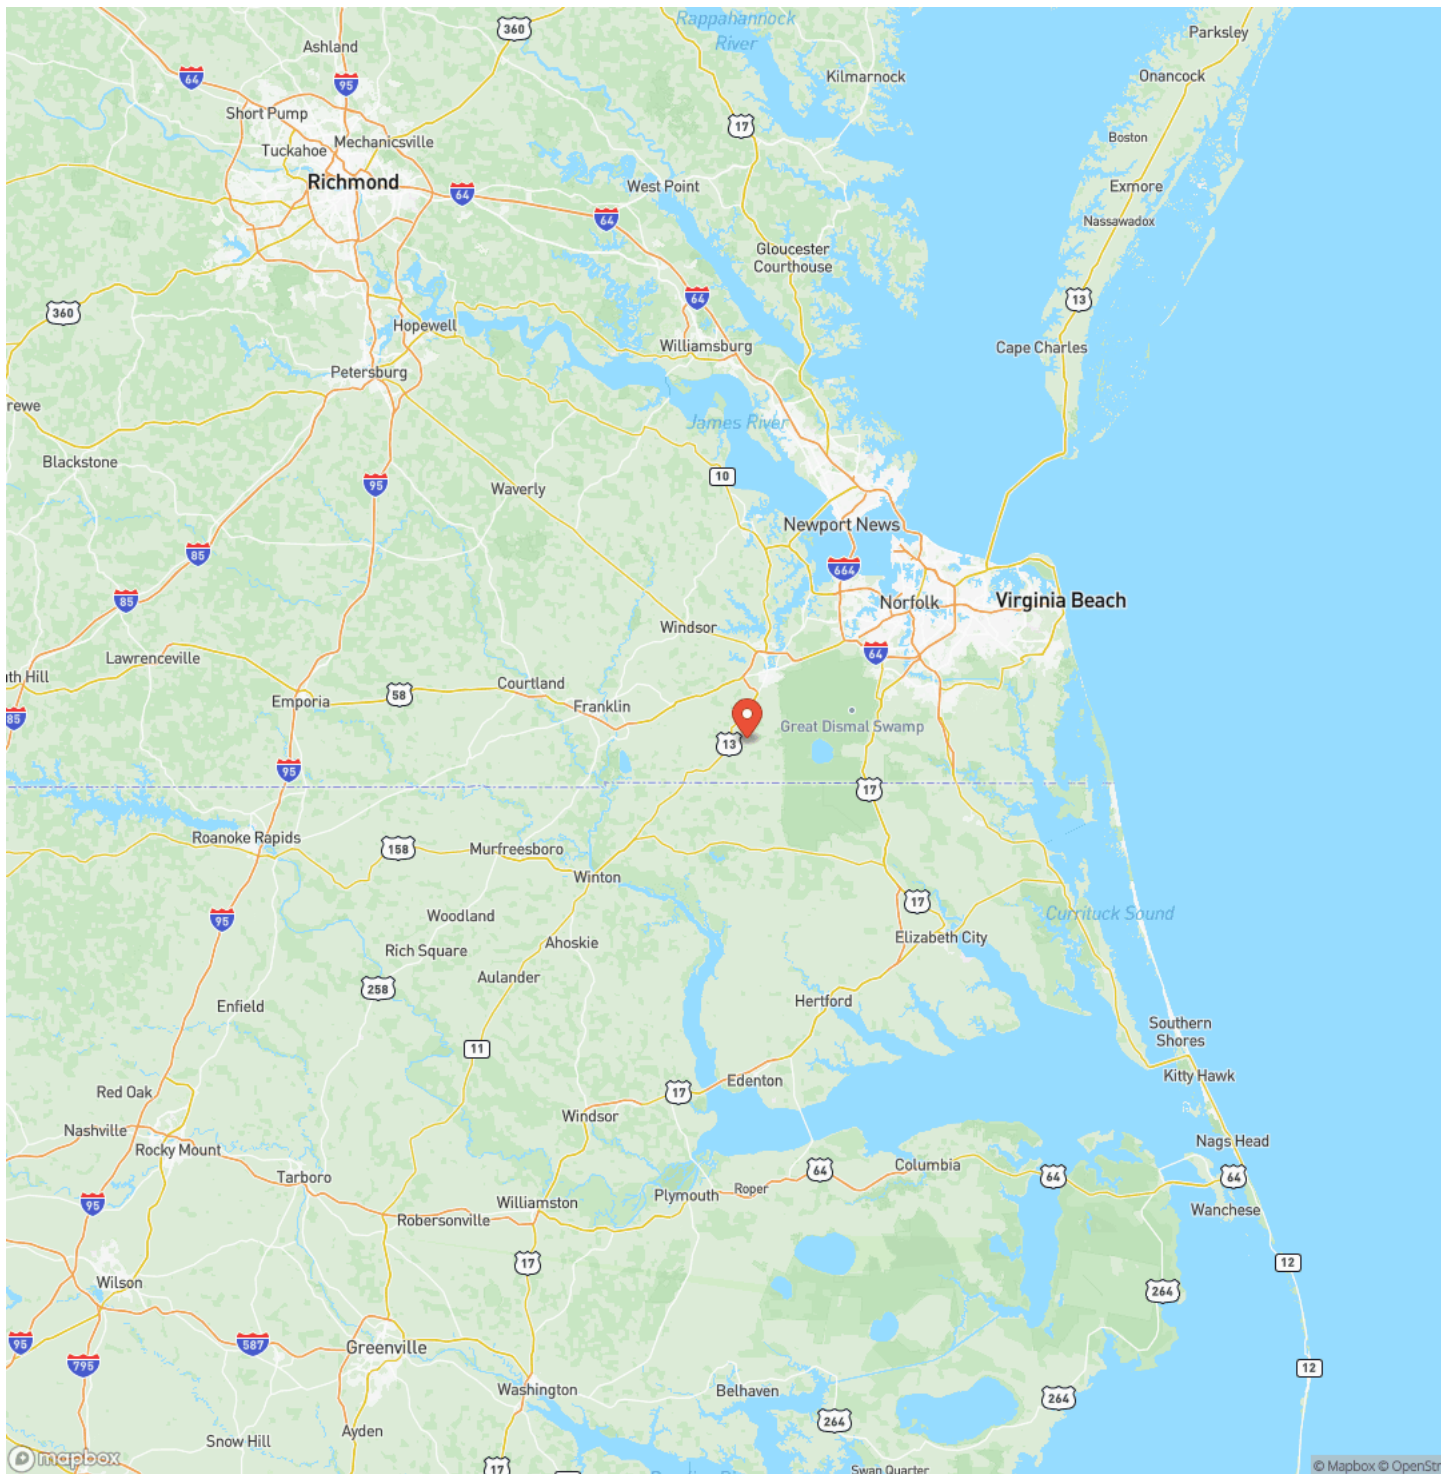 Rappahannock
River
Parksley
360
Ashland
Kilmarnock
Onancock
64
95
Short Pump
17
Boston
Mechanicsville
Tuckahoe
Richmond
64
West Point
Exmore
64
Nassawadox
Gloucester
Courthouse
64
13
360
Hopewell
Williamsburg
Cape Charles
Petersburg
rewe
James River
Blackstone
10
95
Waverly
Newport News
85
664
85
Norfolk
Virginia Beach
Windsor
64
Lawrenceville
uth Hill
Courtland
58
Emporia
Franklin
85
Great Dismal Swamp
13
95
17
Roanoke Rapids
158
Murfreesboro
Winton
17
Woodland
Currituck Sound
95
Elizabeth City
Rich Square
Ahoskie
Aulander
258
Hertford
Enfield
Southern
Shores
11
Kitty Hawk
Edenton
Red Oak
17
Windsor
Nashville
Nags Head
Rocky Mount
Columbia
64
64
64
Tarboro
Roper
Plymouth
95
Williamston
Wanchese
Robersonville
17
12
Wilson
264
95
587
Greenville
795
12
Washington
Belhaven
264
264
Ayden
Snow Hill
mapbox
17
Swan Quarter
© Mapbox © OpenStr